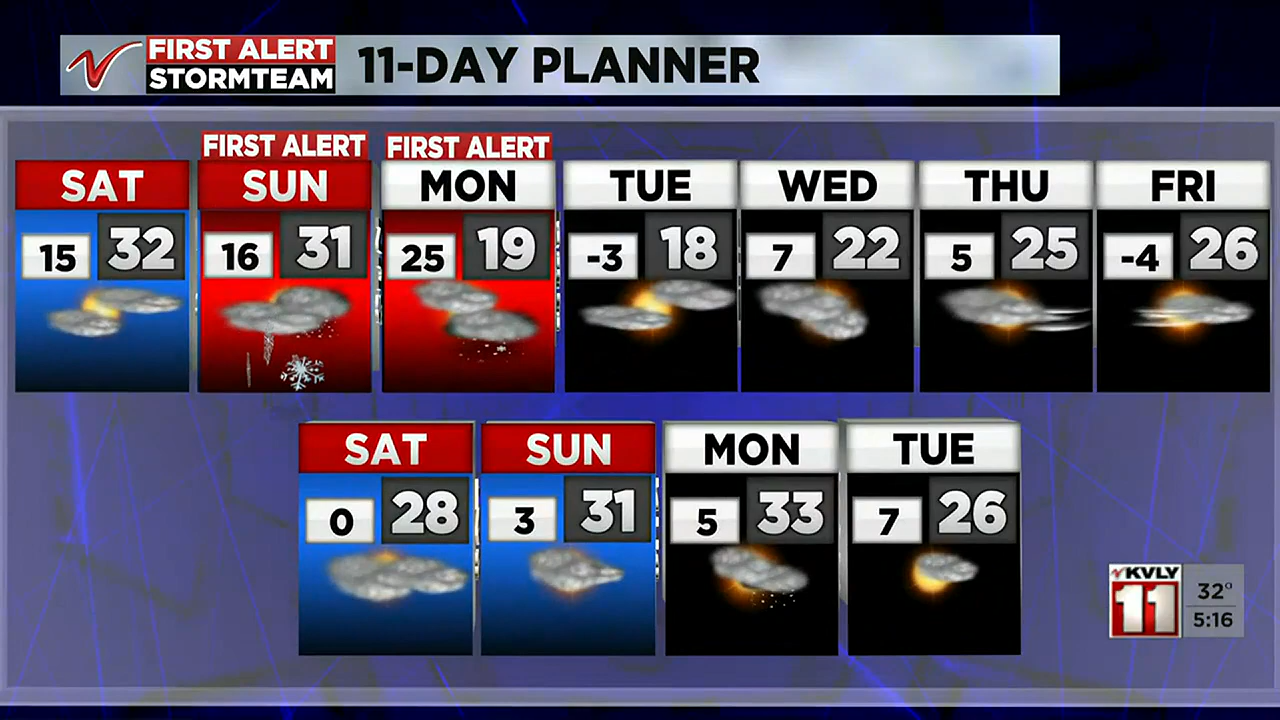 FIRST ALERT
STORMTEAM
11-DAY PLANNER
FIRST ALERT FIRST ALERT
SAT SUN MON TUE WED THU FRI
15 32 16 31 25 19 -3 18 7 22 5 25 -4 26
SAT SUN MON TUE
0 28 3 31 5 33 7 26
KVLY
11
32°
5:16